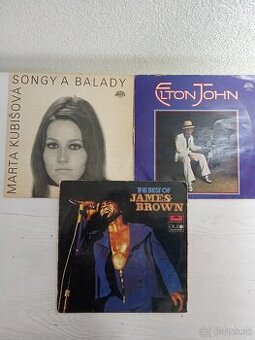 SONGY A BALADY
MARTA KUBIŠOVÁ
ELTON JOHN
THE BEST OF
JAMES
BROWN